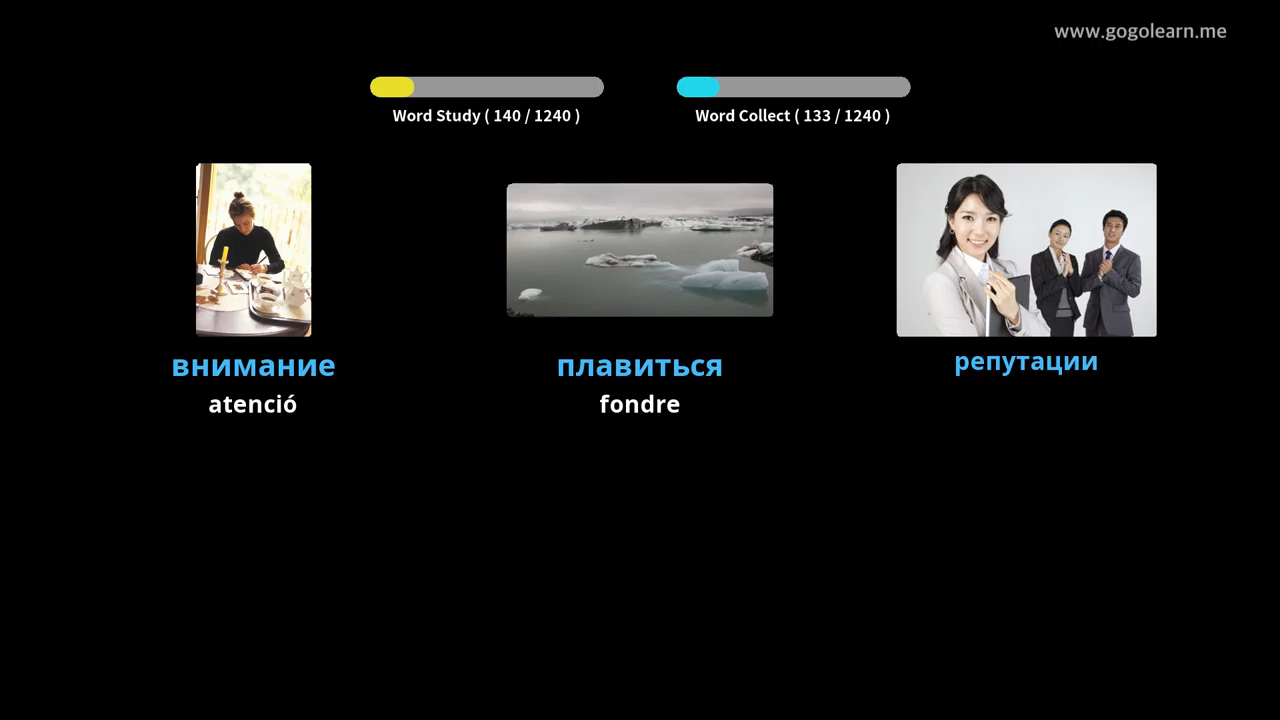 www.gogolearn.me
Word Study ( 140 / 1240 )
Word Collect ( 133 / 1240 )
внимание
atenció
плавиться
fondre
репутации